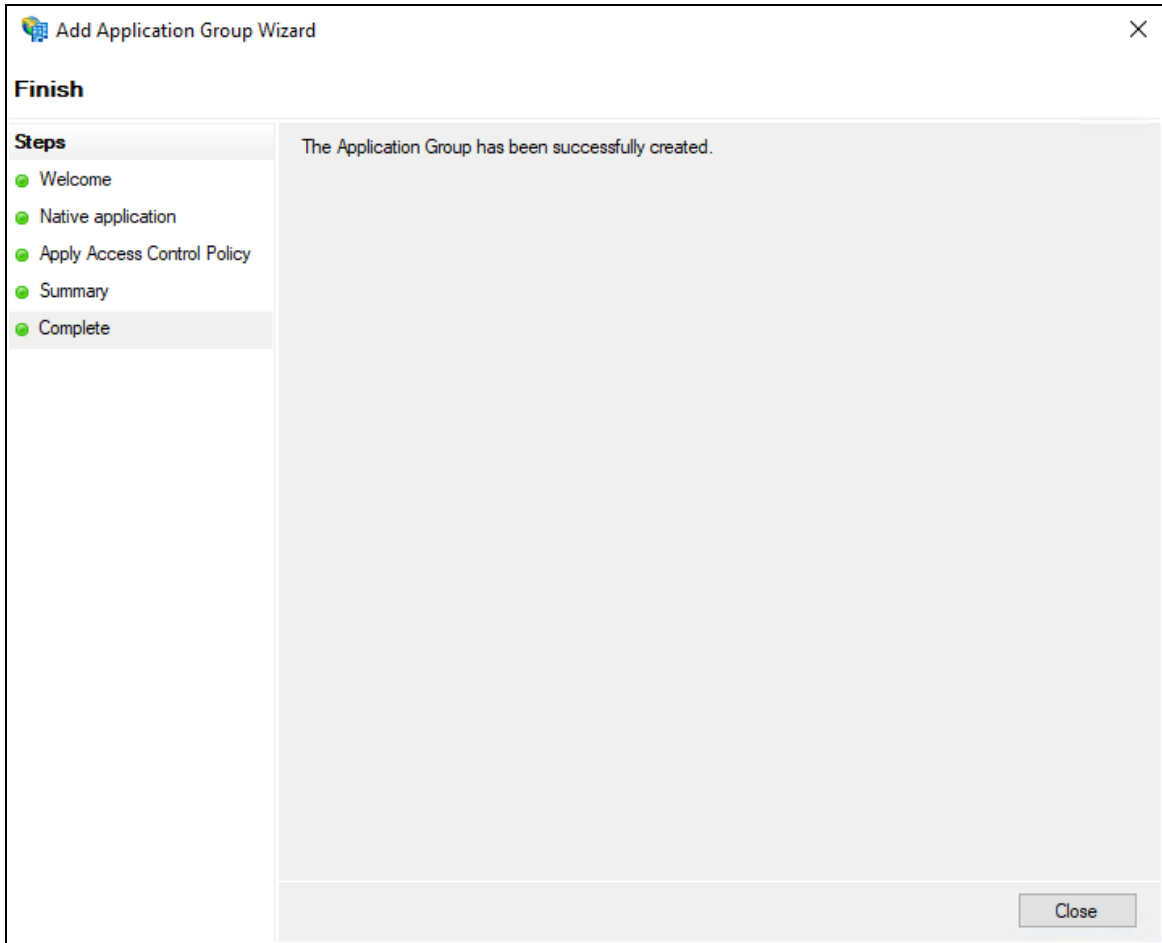 Add Application Group Wizard
Finish
Steps
Welcome
Native application
Apply Access Control Policy
Summary
Complete
The Application Group has been successfully created.
Close